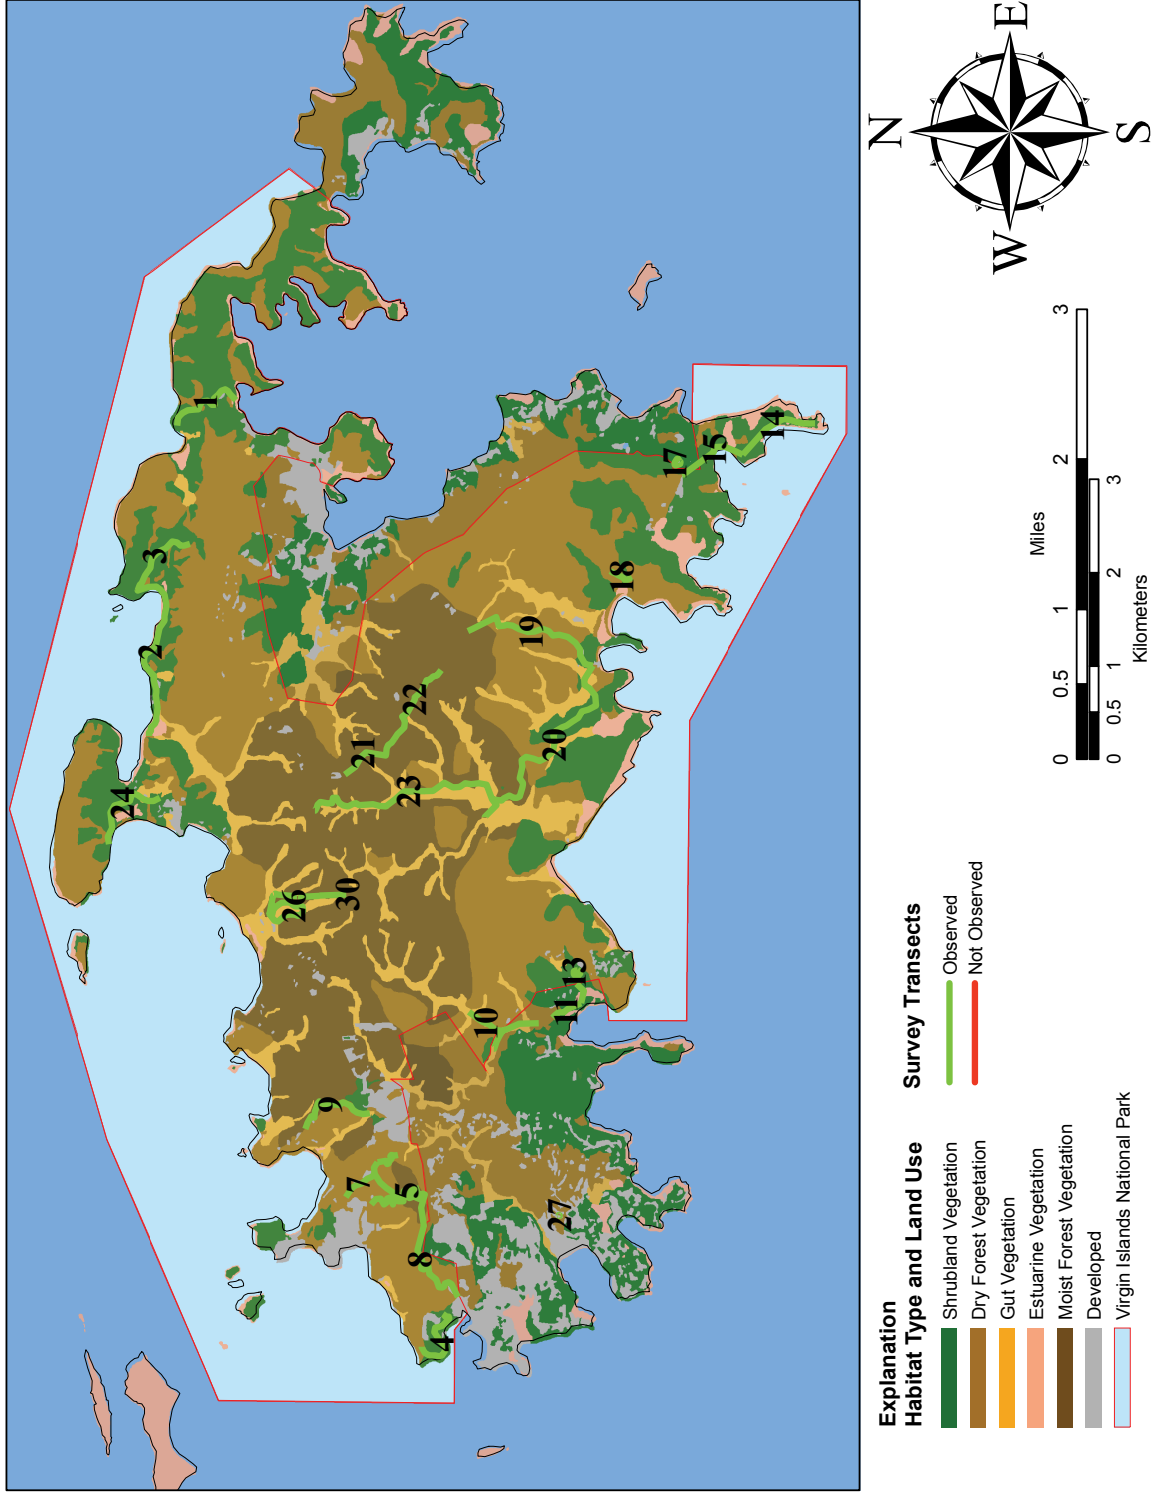 1
2
3
4
5
7
8
9
10
11
13
14
15
17
18
19
20
21
22
23
24
26
27
30
N
E
S
W
Explanation
Habitat Type and Land Use
Shrubland Vegetation
Dry Forest Vegetation
Gut Vegetation
Estuarine Vegetation
Moist Forest Vegetation
Developed
Virgin Islands National Park
Survey Transects
Observed
Not Observed
Miles
0 0.5 1 2 3
0 0.5 1 2 3
Kilometers